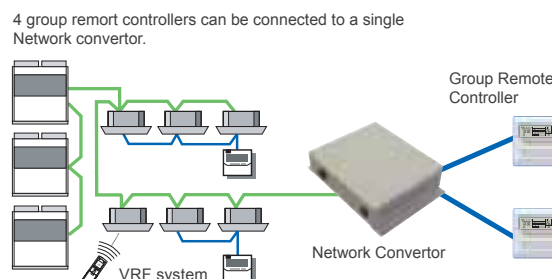 4 group remort controllers can be connected to a single
Network convertor.
Group Remote
Controller
Network Convertor
VRF system